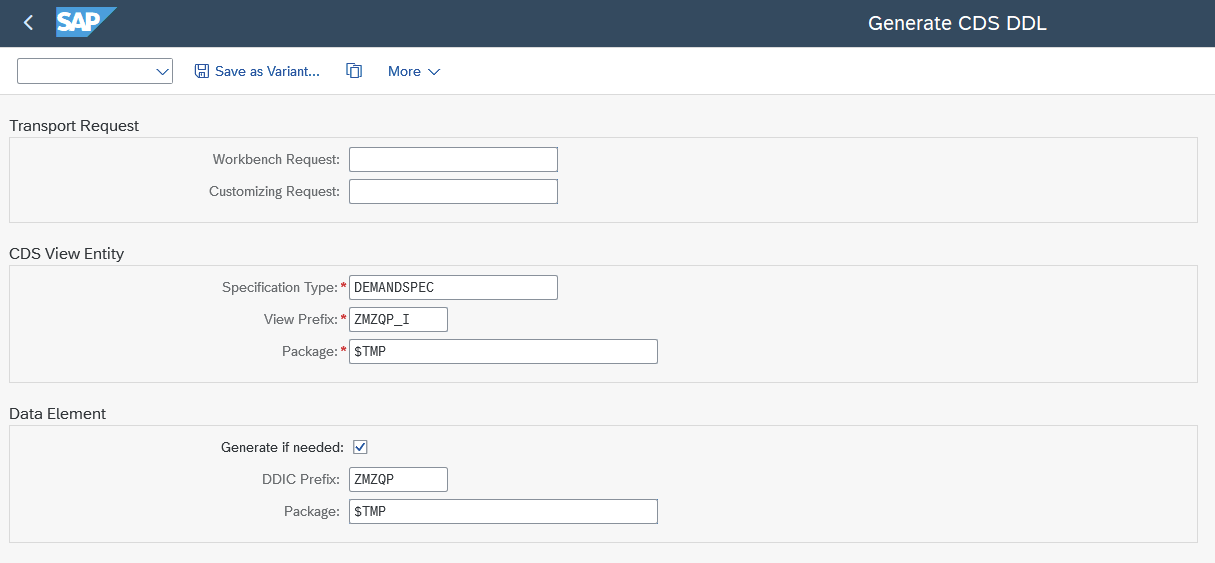 SAP
Generate CDS DDL
Save as Variant... More
Transport Request
Workbench Request:
Customizing Request:
CDS View Entity
Specification Type:* DEMANDSPEC
View Prefix:* ZMZQP_I
Package:* $TMP
Data Element
Generate if needed:
DDIC Prefix: ZMZQP
Package: $TMP